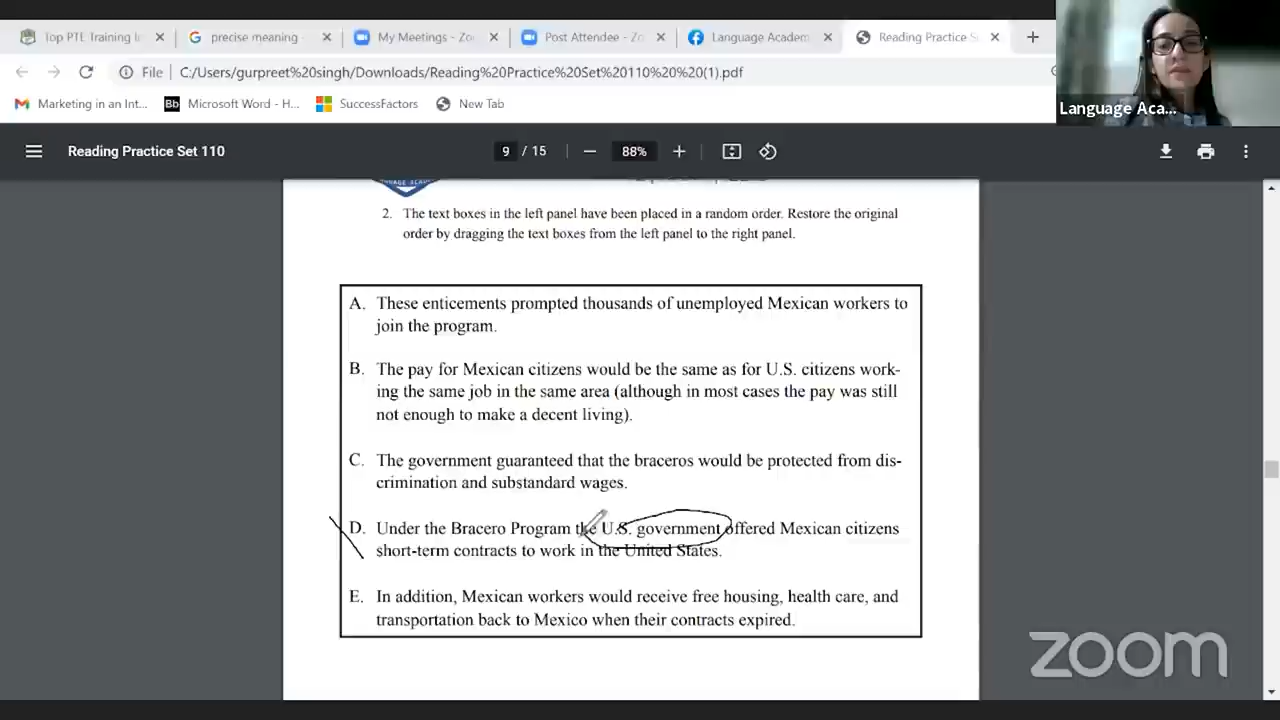 Top PTE Training In
precise meaning -
My Meetings - Zo
Post Attendee - Zo
Language Academ
Reading Practice S
File
C:/Users/gurpreet%20singh/Downloads/Reading%20Practice%20Set%20110%20%20(1).pdf
Marketing in an Int...
Bb
Microsoft Word - H...
SuccessFactors
New Tab
Language Aca...
Reading Practice Set 110
9 / 15
88%
2. The text boxes in the left panel have been placed in a random order. Restore the original
order by dragging the text boxes from the left panel to the right panel.
A. These enticements prompted thousands of unemployed Mexican workers to
join the program.
B. The pay for Mexican citizens would be the same as for U.S. citizens work-
ing the same job in the same area (although in most cases the pay was still
not enough to make a decent living).
C. The government guaranteed that the braceros would be protected from dis-
crimination and substandard wages.
D. Under the Bracero Program the U.S. government offered Mexican citizens
short-term contracts to work in the United States.
E. In addition, Mexican workers would receive free housing, health care, and
transportation back to Mexico when their contracts expired.
zoom